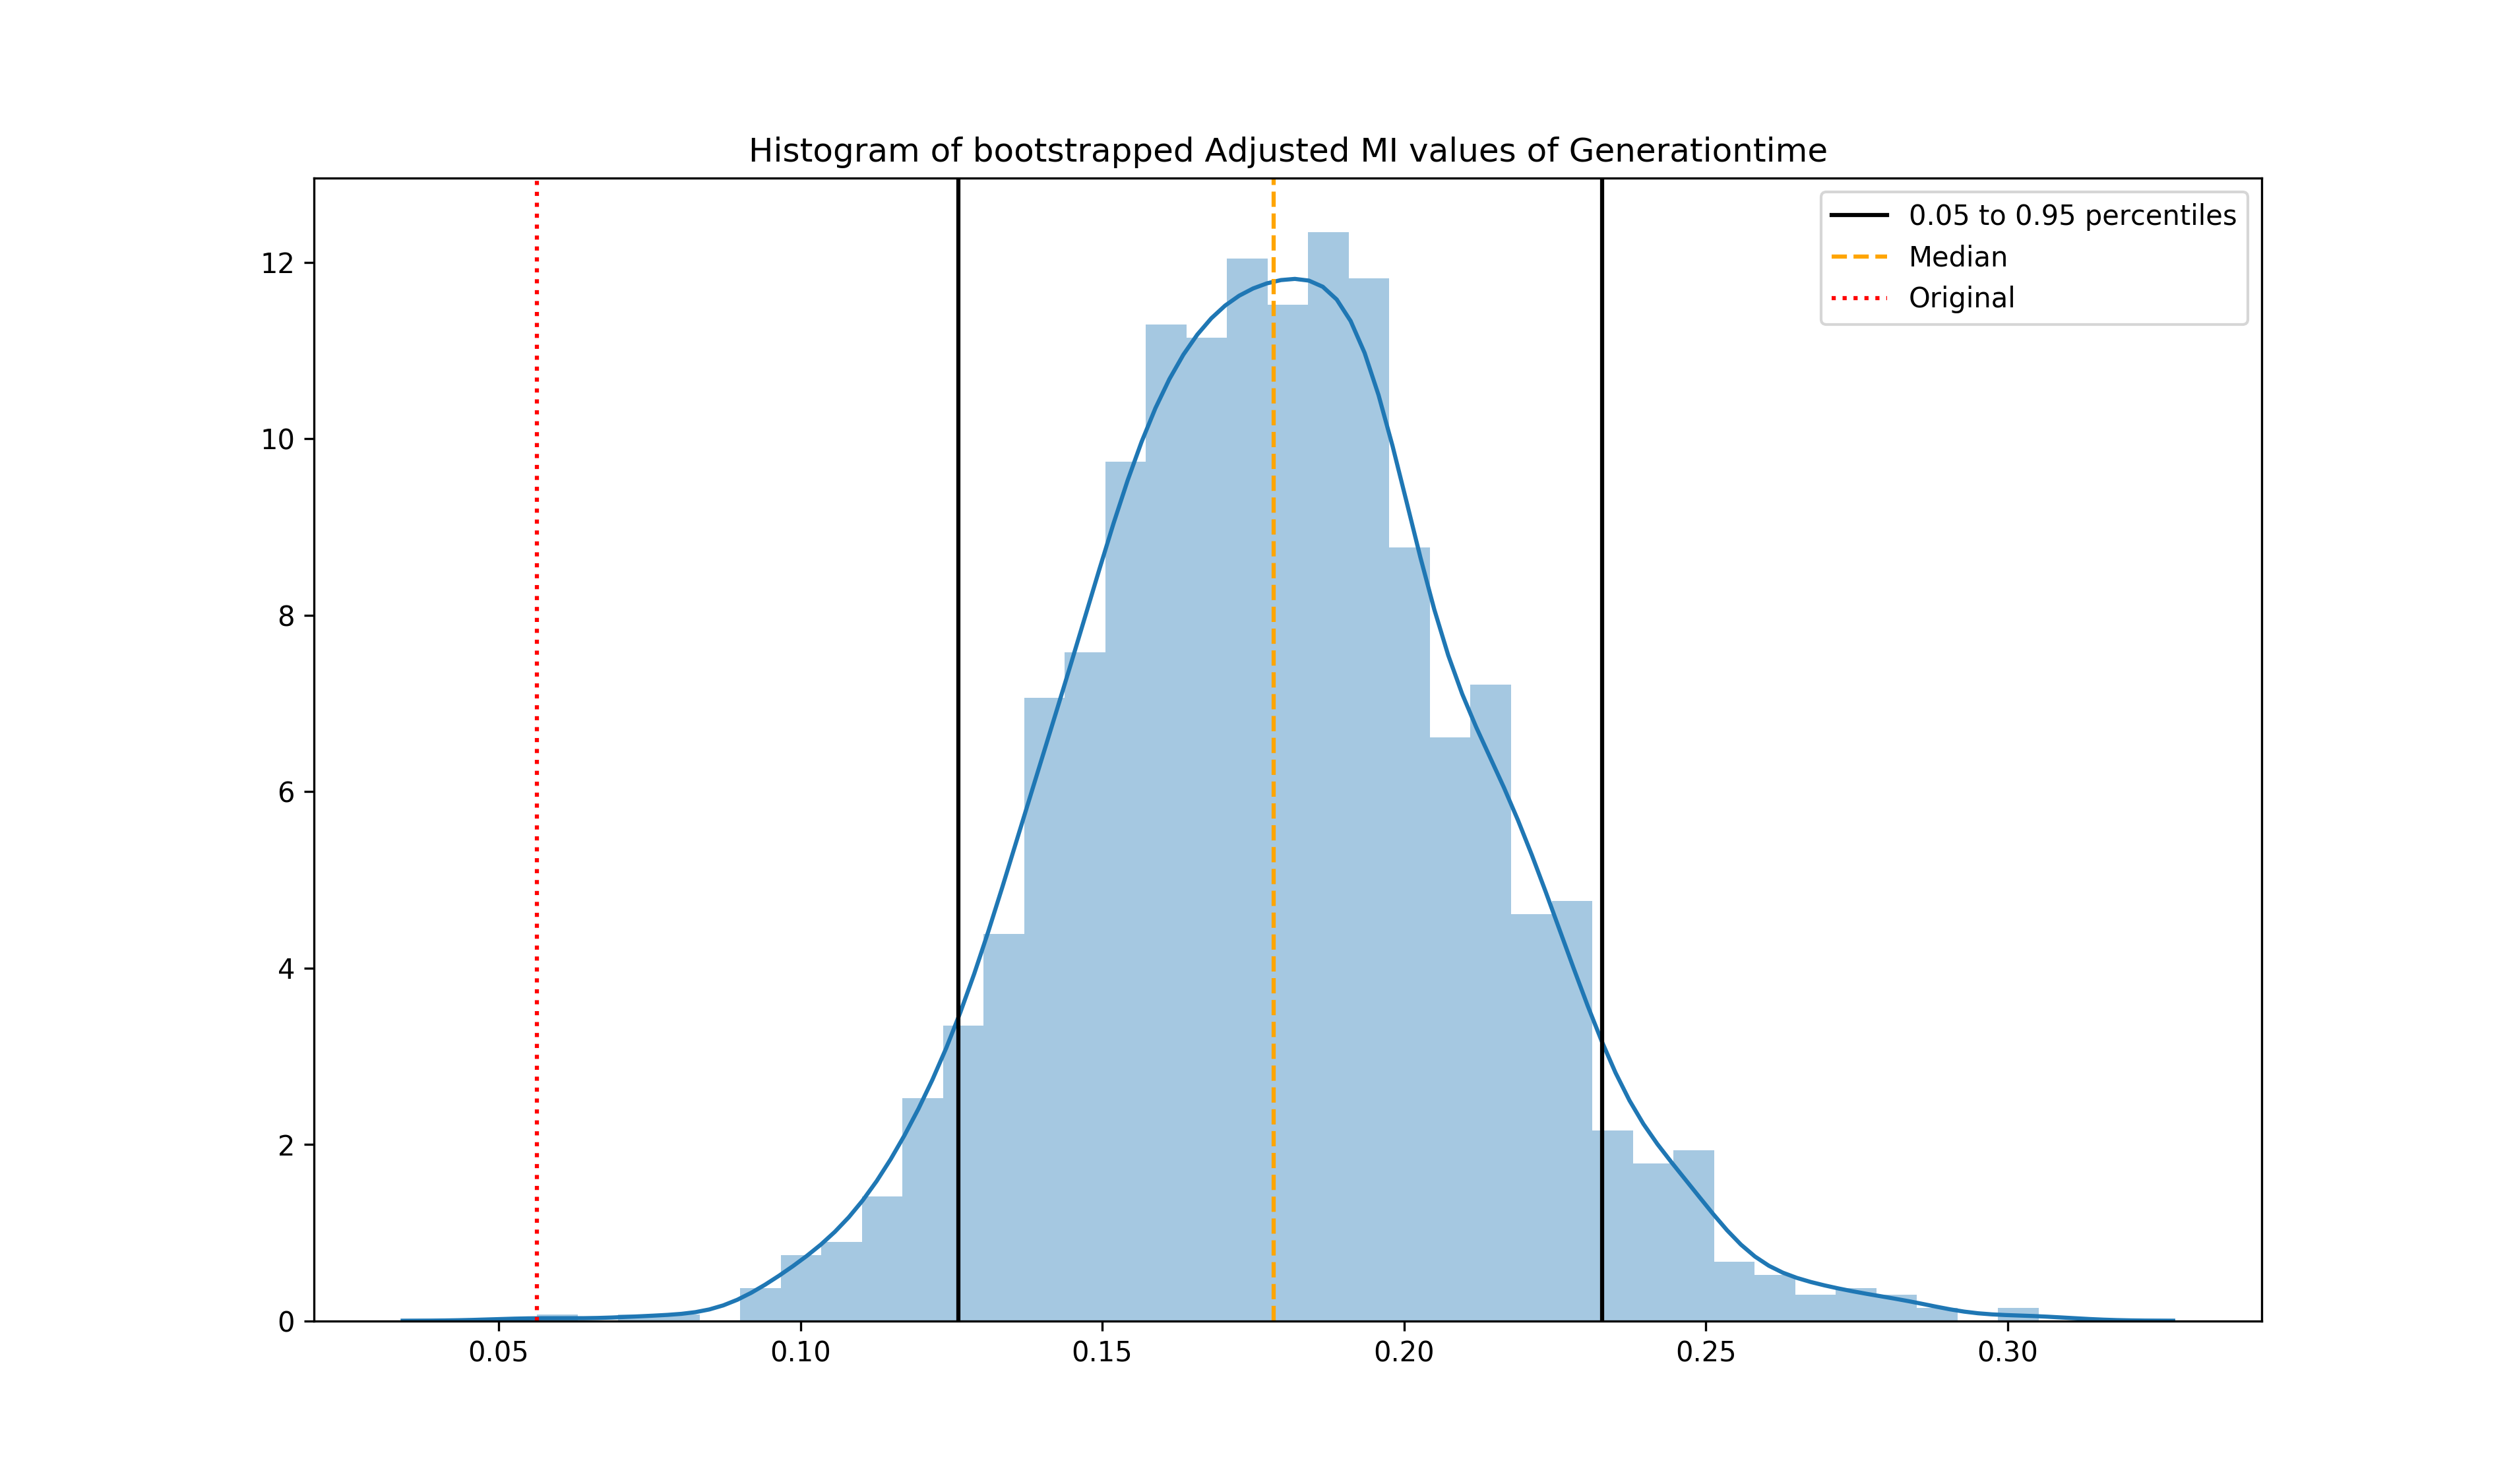 Histogram of bootstrapped Adjusted MI values of Generationtime
0.05 to 0.95 percentiles
Median
Original
12
10
8
6
4
2
0
0.05 0.10 0.15 0.20 0.25 0.30